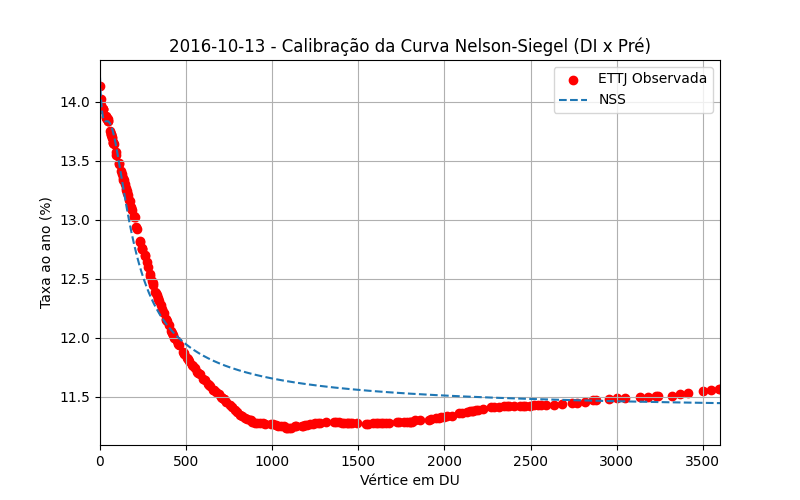 2016-10-13 - Calibração da Curva Nelson-Siegel (DI x Pré)
ETTJ Observada
NSS
Taxa ao ano (%)
14.0
13.5
13.0
12.5
12.0
11.5
0 500 1000 1500 2000 2500 3000 3500
Vértice em DU